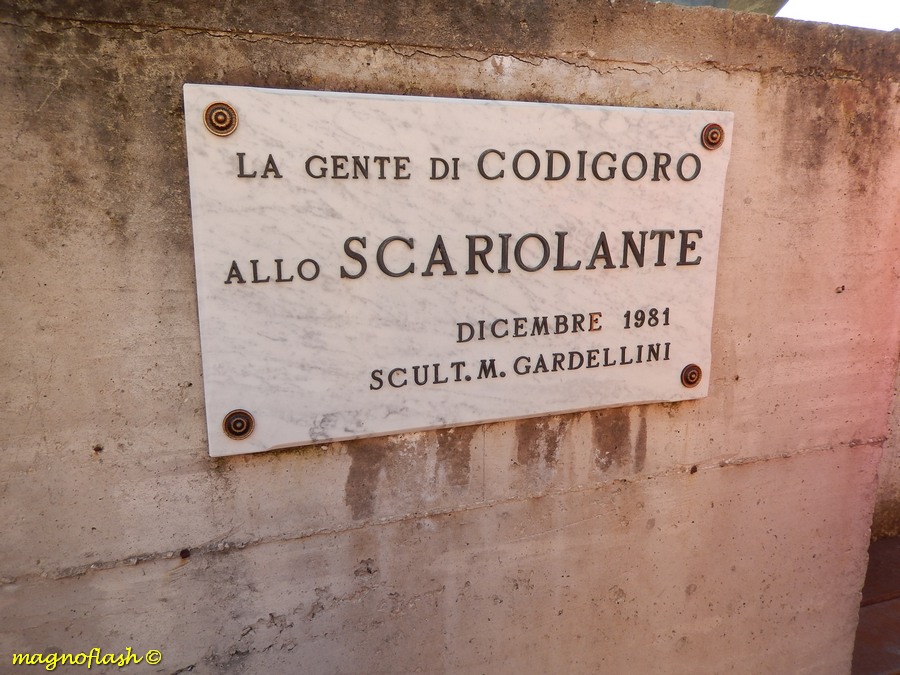 LA GENTE DI CODIGORO
ALLO SCARIOLANTE
DICEMBRE 1981
SCULT. M. GARDELLINI
magnoflash ©